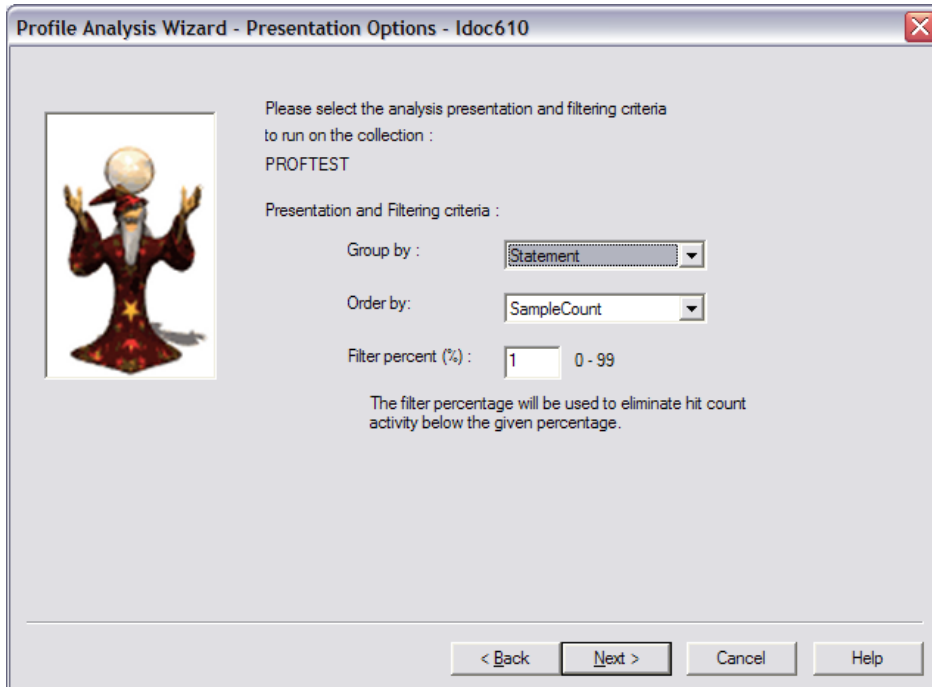 Profile Analysis Wizard - Presentation Options - Idoc610
Please select the analysis presentation and filtering criteria
to run on the collection :
PROFTEST
Presentation and Filtering criteria :
Group by : Statement
Order by: SampleCount
Filter percent (%) : 1 0 - 99
The filter percentage will be used to eliminate hit count
activity below the given percentage.
< Back Next > Cancel Help